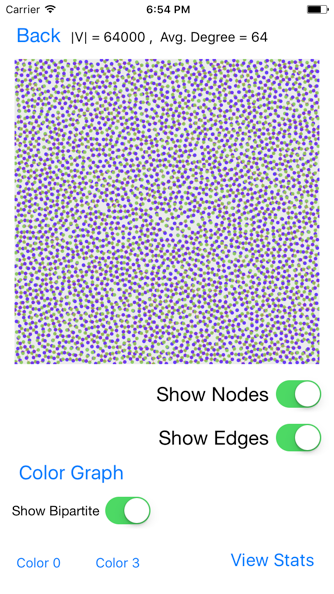 Carrier 6:54 PM
Back |V| = 64000 , Avg. Degree = 64
Show Nodes
Show Edges
Color Graph
Show Bipartite
Color 0 Color 3 View Stats